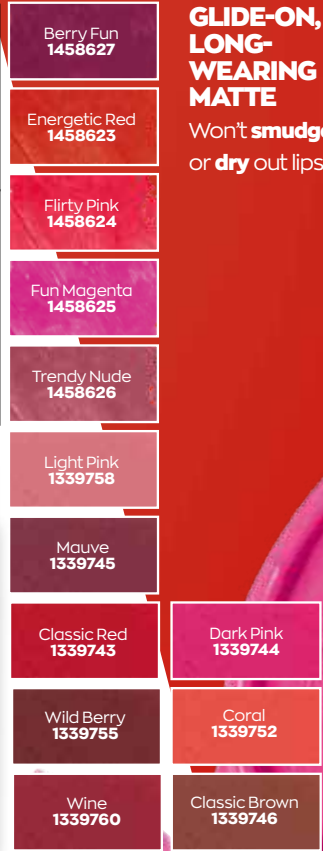 Berry Fun
1458627
Energetic Red
1458623
Flirty Pink
1458624
Fun Magenta
1458625
Trendy Nude
1458626
Light Pink
1339758
Mauve
1339745
Classic Red
1339743
Wild Berry
1339755
Wine
1339760
Dark Pink
1339744
Coral
1339752
Classic Brown
1339746
GLIDE-ON,
LONG-
WEARING
MATTE
Won't smudge
or dry out lips